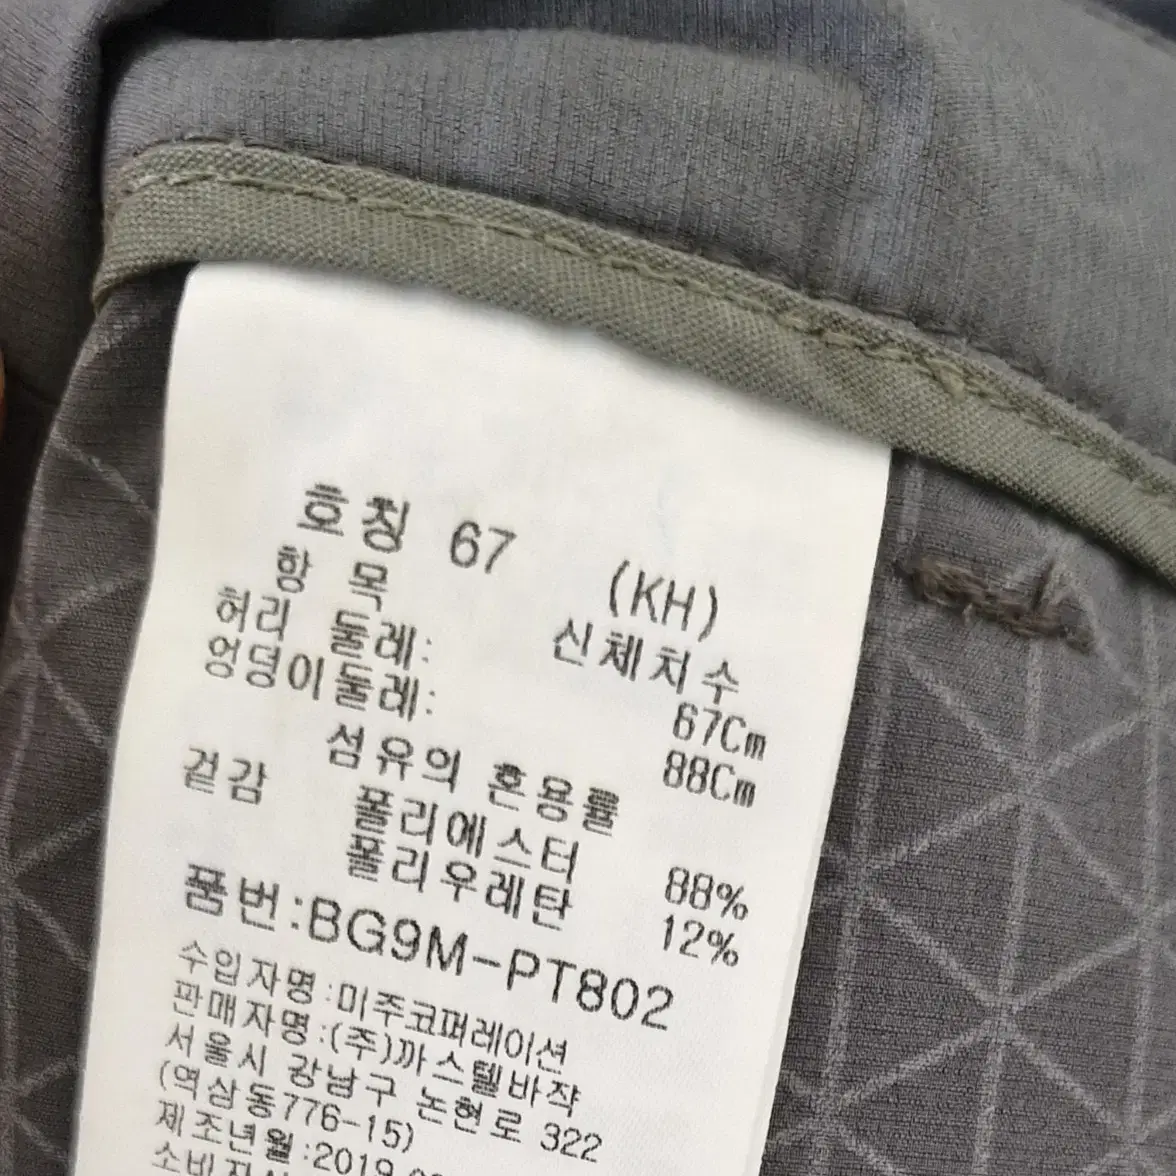 호칭 67 (KH)
항 목 신체치수
허리 둘레: 67Cm
엉덩이둘레: 88Cm
섬유의 혼용률
겉감 폴리에스터 88%
폴리우레탄 12%
품번:BG9M-PT802
수입자명:미주코퍼레이션
판매자명:(주)까스텔바작
서울시 강남구 논현로 322
(역삼동776-15)
제조년월:2019